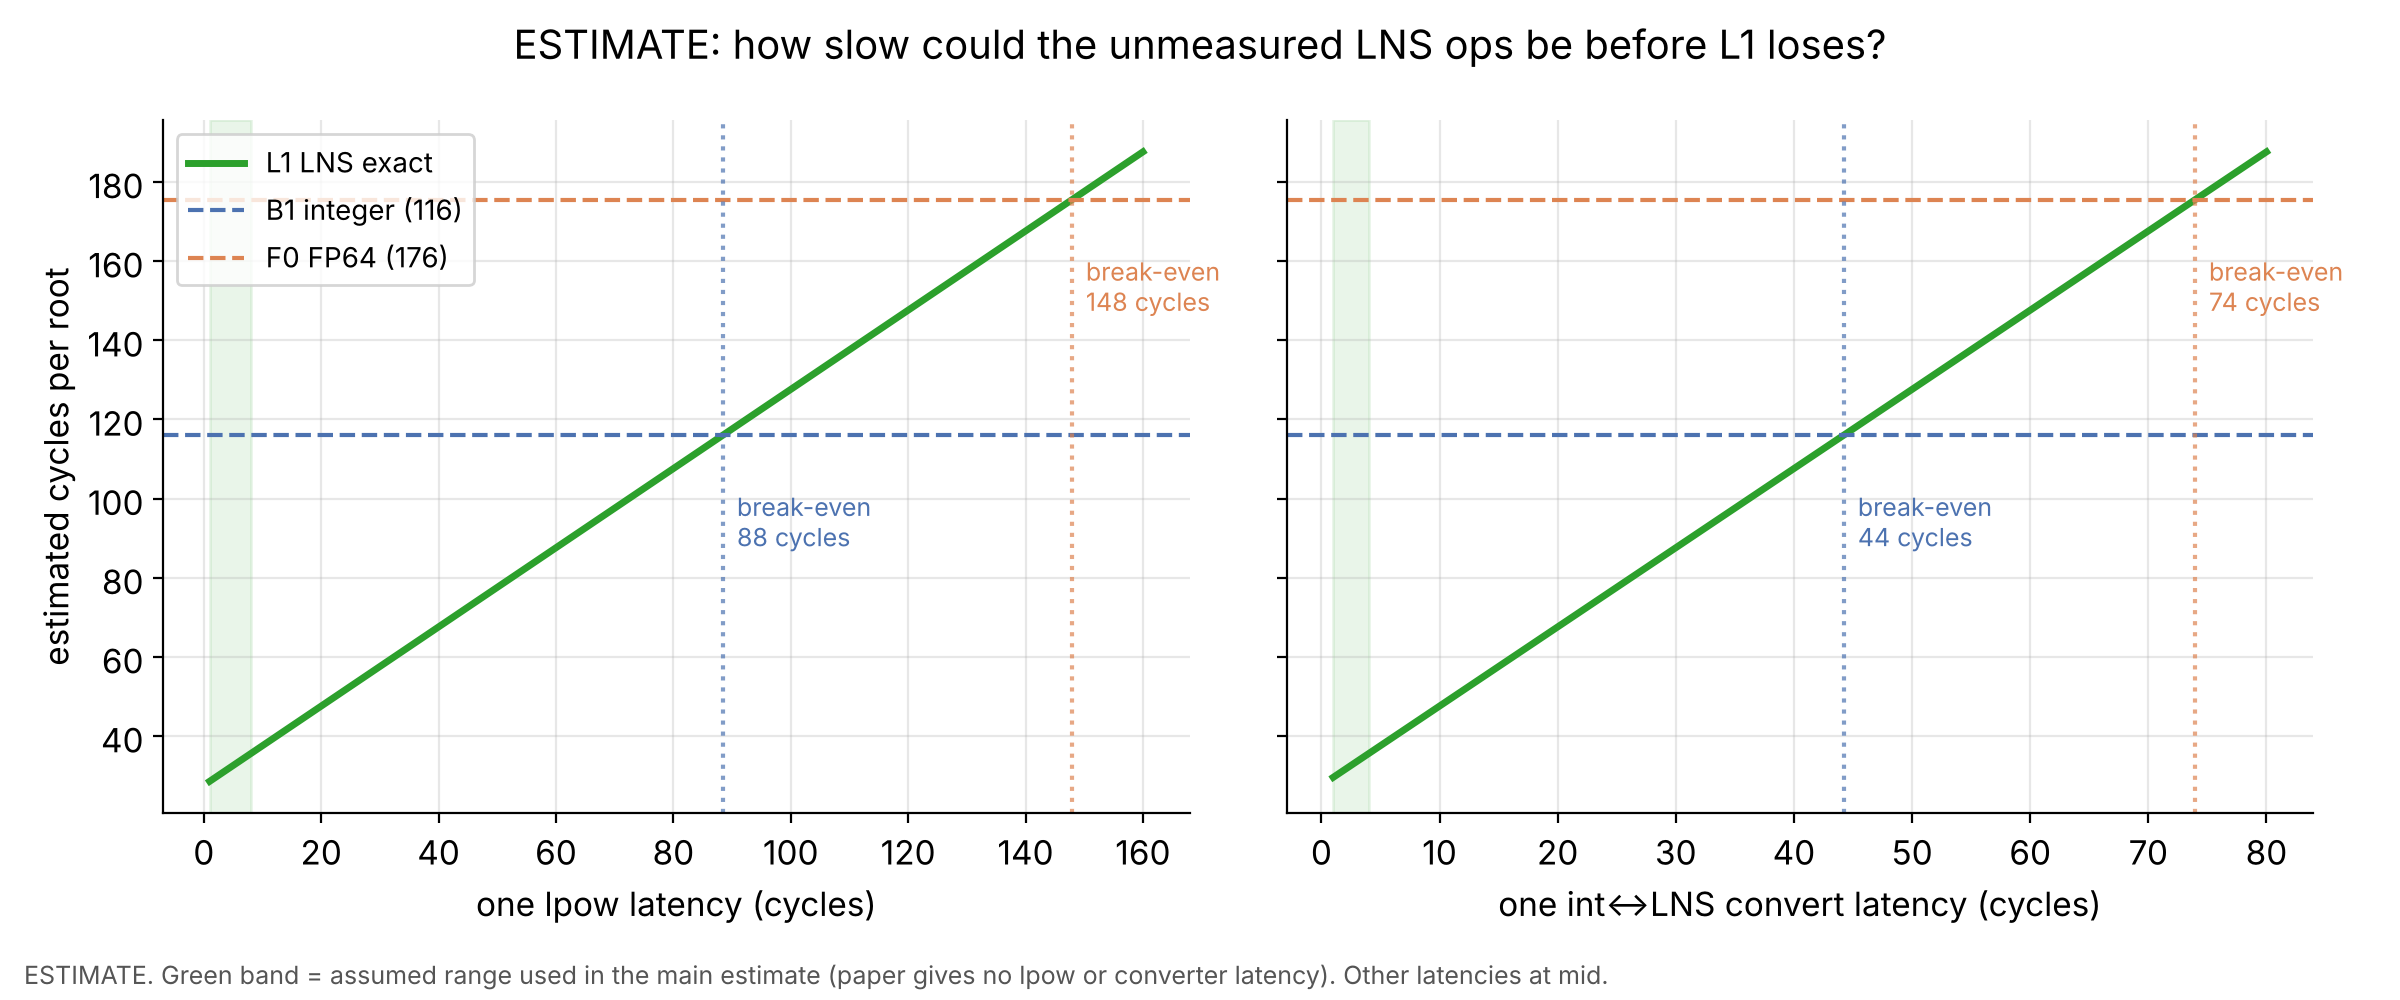 ESTIMATE: how slow could the unmeasured LNS ops be before L1 loses?
L1 LNS exact
B1 integer (116)
F0 FP64 (176)
estimated cycles per root
180
160
140
120
100
80
60
40
break-even
148 cycles
break-even
88 cycles
0 20 40 60 80 100 120 140 160
one lpow latency (cycles)
break-even
74 cycles
break-even
44 cycles
0 10 20 30 40 50 60 70 80
one int↔LNS convert latency (cycles)
ESTIMATE. Green band = assumed range used in the main estimate (paper gives no lpow or converter latency). Other latencies at mid.